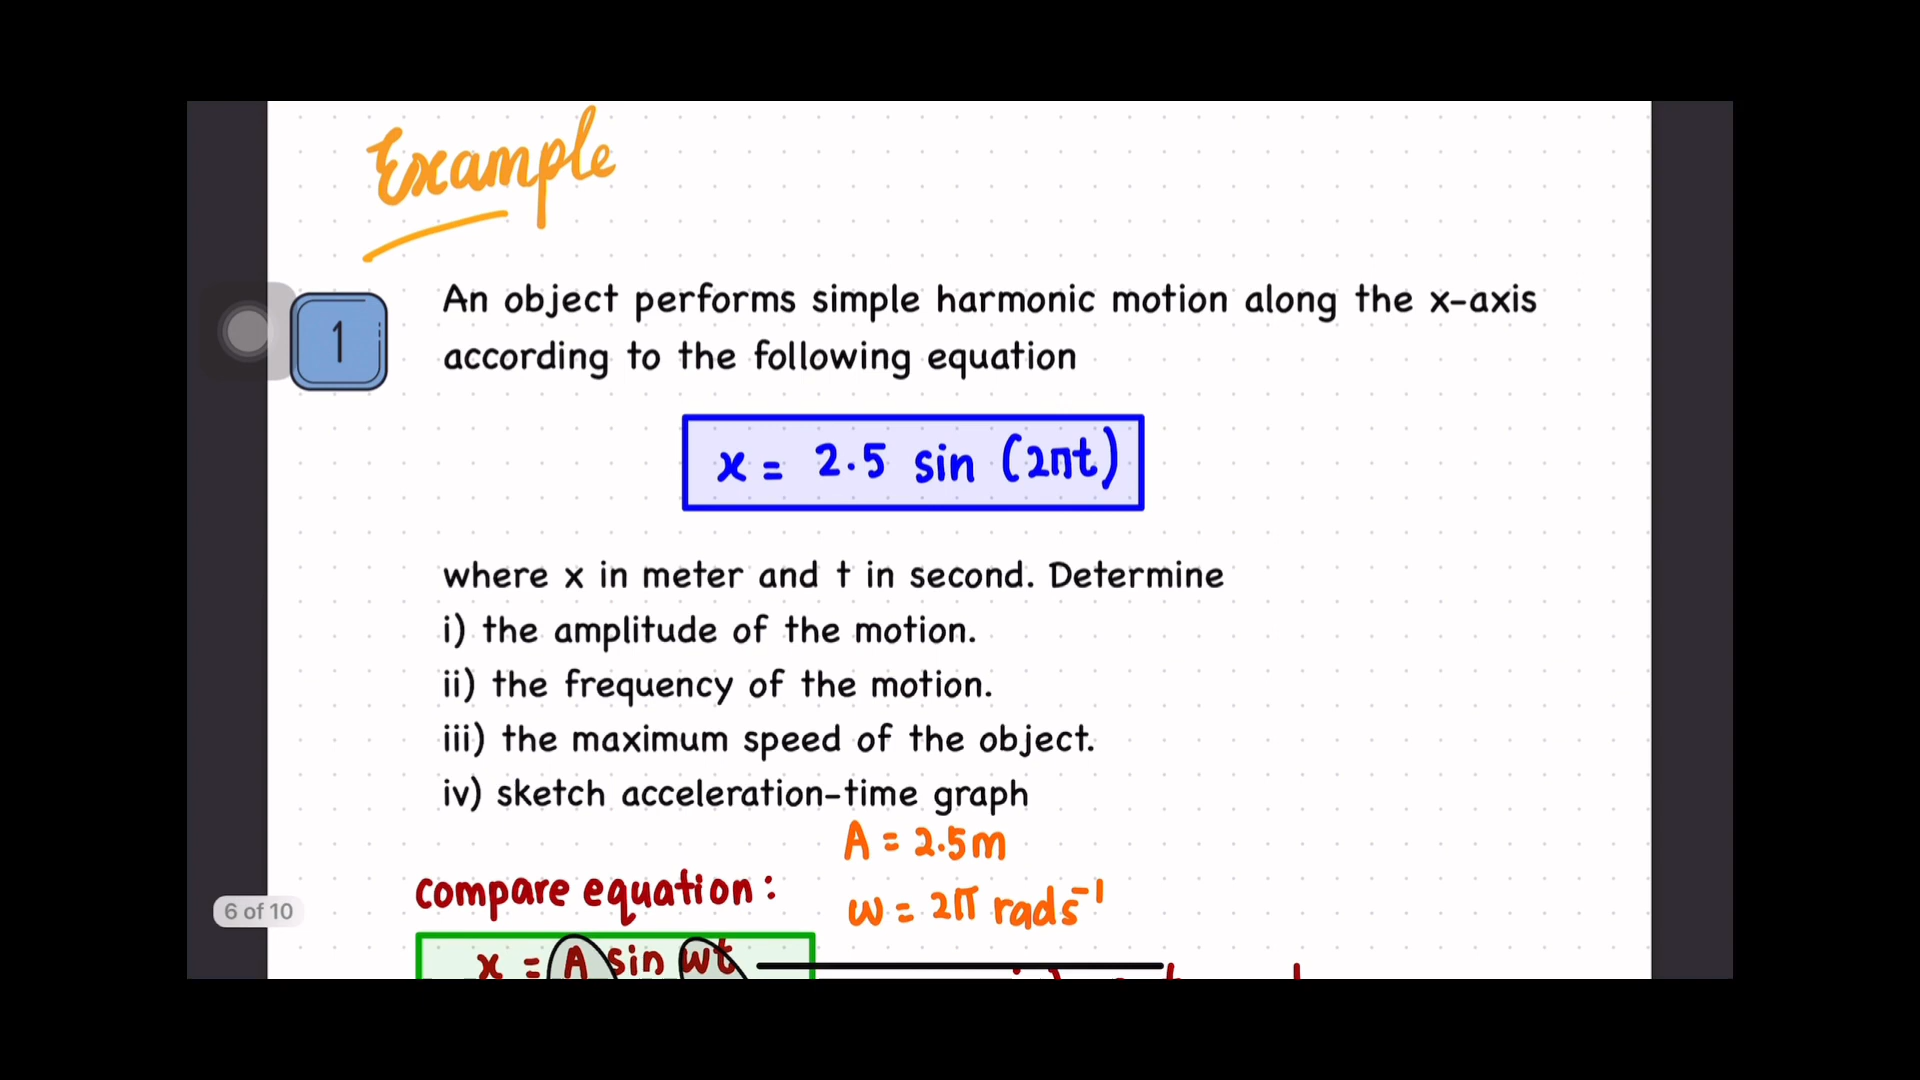 Example
1
An object performs simple harmonic motion along the x-axis
according to the following equation
x = 2.5 sin (2πt)
where x in meter and t in second. Determine
i) the amplitude of the motion.
ii) the frequency of the motion.
iii) the maximum speed of the object.
iv) sketch acceleration-time graph
A = 2.5m
ω = 2π rads⁻¹
compare equation :
6 of 10
x = A sin ωt